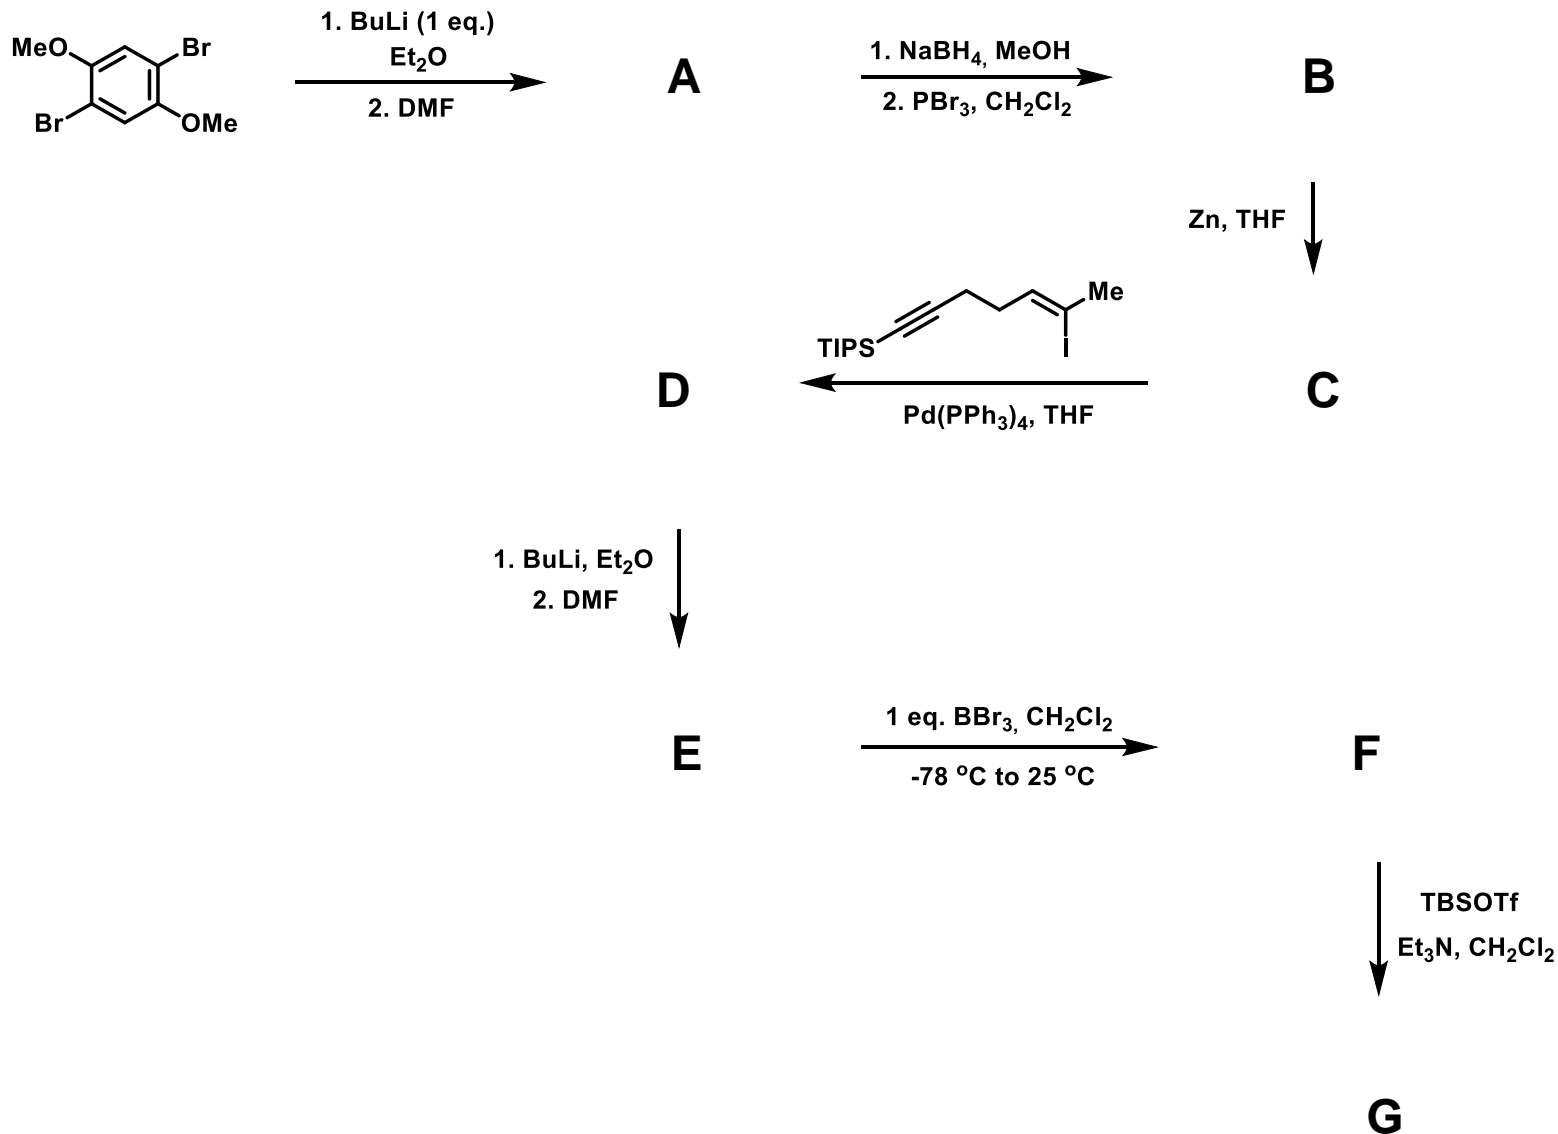 MeO
Br
Br
OMe
1. BuLi (1 eq.)
Et₂O
2. DMF
A
1. NaBH₄, MeOH
2. PBr₃, CH₂Cl₂
B
Zn, THF
TIPS
Me
I
Pd(PPh₃)₄, THF
D
C
1. BuLi, Et₂O
2. DMF
E
1 eq. BBr₃, CH₂Cl₂
-78 °C to 25 °C
F
TBSOTf
Et₃N, CH₂Cl₂
G